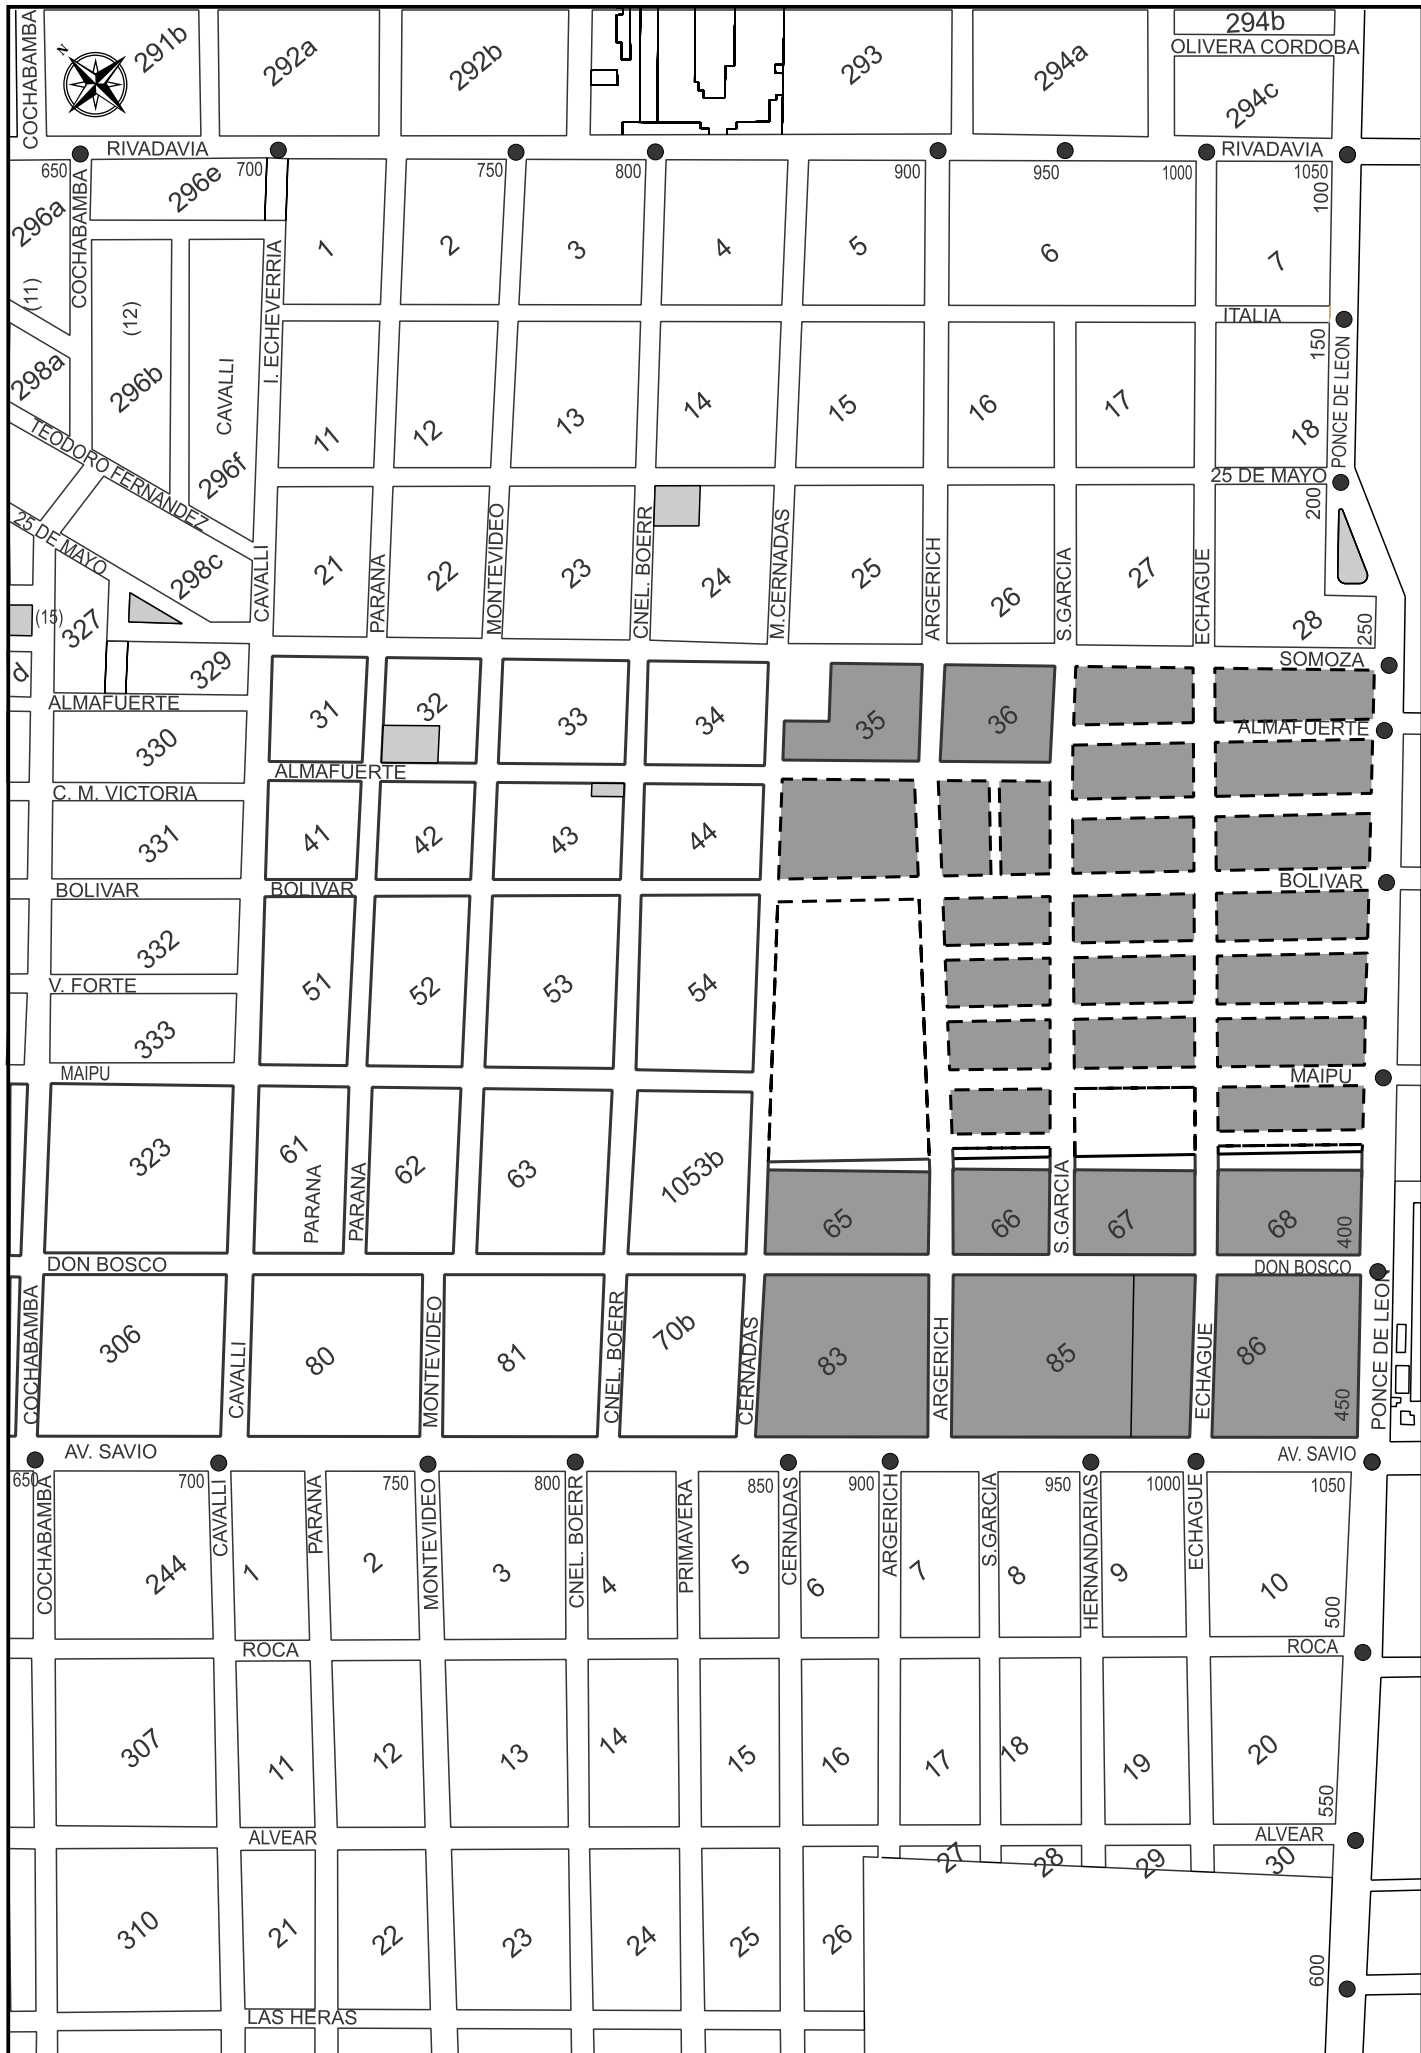 COCHABAMBA
N
291b
292a
292b
293
294a
294b
OLIVERA CORDOBA
294c
RIVADAVIA
RIVADAVIA
650
700
750
800
900
950
1000
1050
100
296a
COCHABAMBA
296e
1
2
3
4
5
6
7
(11)
(12)
I. ECHEVERRIA
ITALIA
150
PONCE DE LEON
298a
296b
CAVALLI
296f
11
12
13
14
15
16
17
18
TEODORO FERNANDEZ
25 DE MAYO
200
25 DE MAYO
298c
CAVALLI
21
PARANA
22
MONTEVIDEO
23
CNEL. BOERR
24
M.CERNADAS
25
ARGERICH
26
S.GARCIA
27
ECHAGUE
28
250
(15)
327
329
d
SOMOZA
ALMAFUERTE
31
32
33
34
35
36
ALMAFUERTE
330
ALMAFUERTE
C. M. VICTORIA
331
41
42
43
44
BOLIVAR
BOLIVAR
BOLIVAR
332
51
52
53
54
V. FORTE
333
MAIPU
MAIPU
323
61
PARANA
PARANA
62
63
1053b
65
66
S.GARCIA
67
68
400
DON BOSCO
DON BOSCO
COCHABAMBA
306
CAVALLI
80
MONTEVIDEO
81
CNEL. BOERR
70b
CERNADAS
83
ARGERICH
85
ECHAGUE
86
450
PONCE DE LEON
AV. SAVIO
AV. SAVIO
650
700
750
800
850
900
950
1000
1050
COCHABAMBA
244
CAVALLI
1
PARANA
2
MONTEVIDEO
3
CNEL. BOERR
4
PRIMAVERA
5
CERNADAS
6
ARGERICH
7
S.GARCIA
8
HERNANDARIAS
9
ECHAGUE
10
500
ROCA
ROCA
307
11
12
13
14
15
16
17
18
19
20
550
ALVEAR
ALVEAR
27
28
29
30
310
21
22
23
24
25
26
600
LAS HERAS